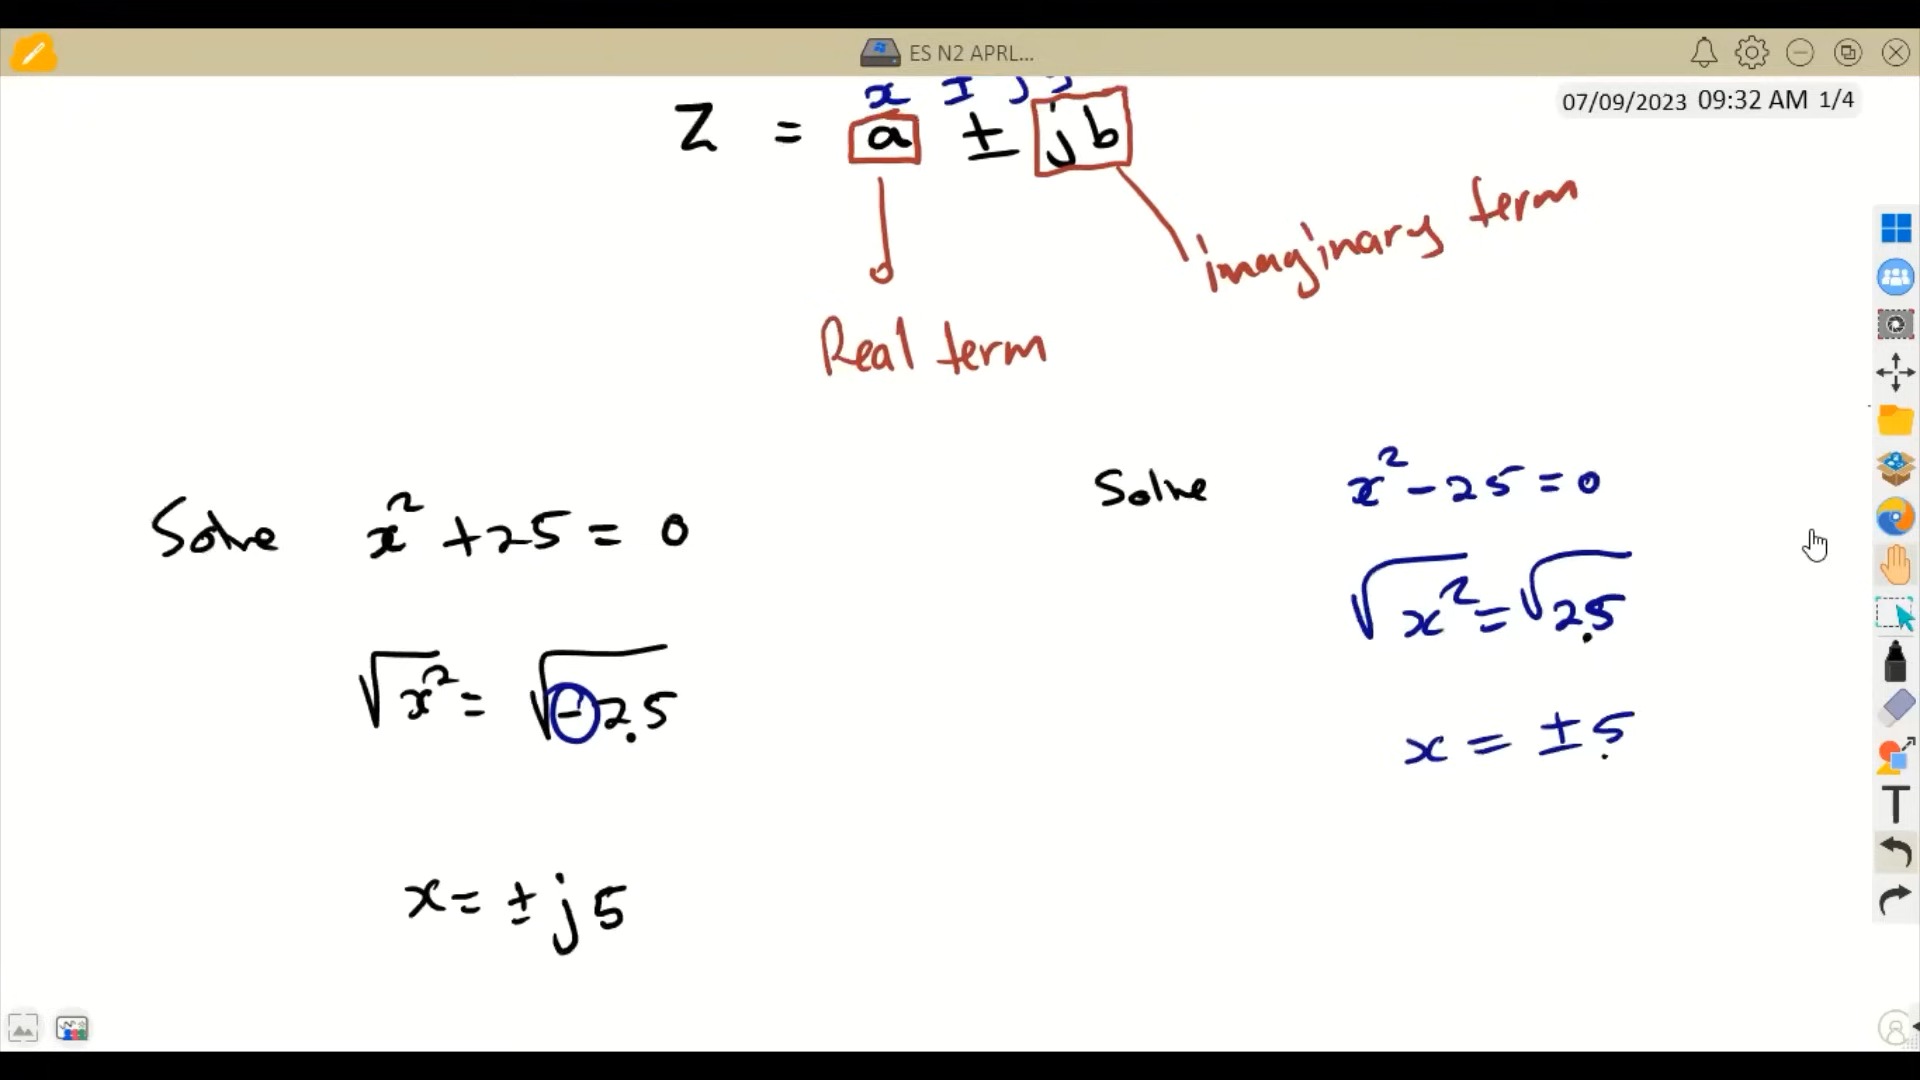 ES N2 APRL...
07/09/2023 09:32 AM 1/4
x ± j
Z = a ± jb
imaginary term
Real term
Solve x² + 25 = 0
√x² = √-25
x = ± j5
Solve x² - 25 = 0
√x² = √25
x = ± 5
T